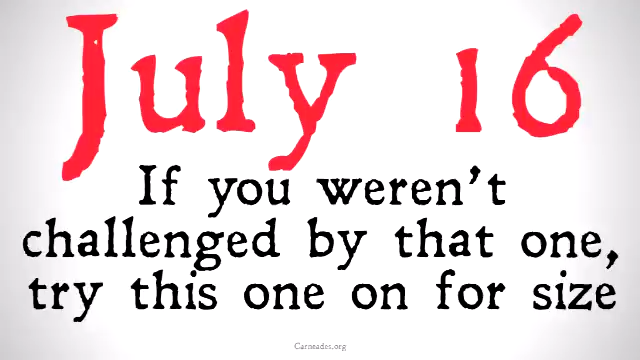 July 16
If you weren't
challenged by that one,
try this one on for size
Carneades.org